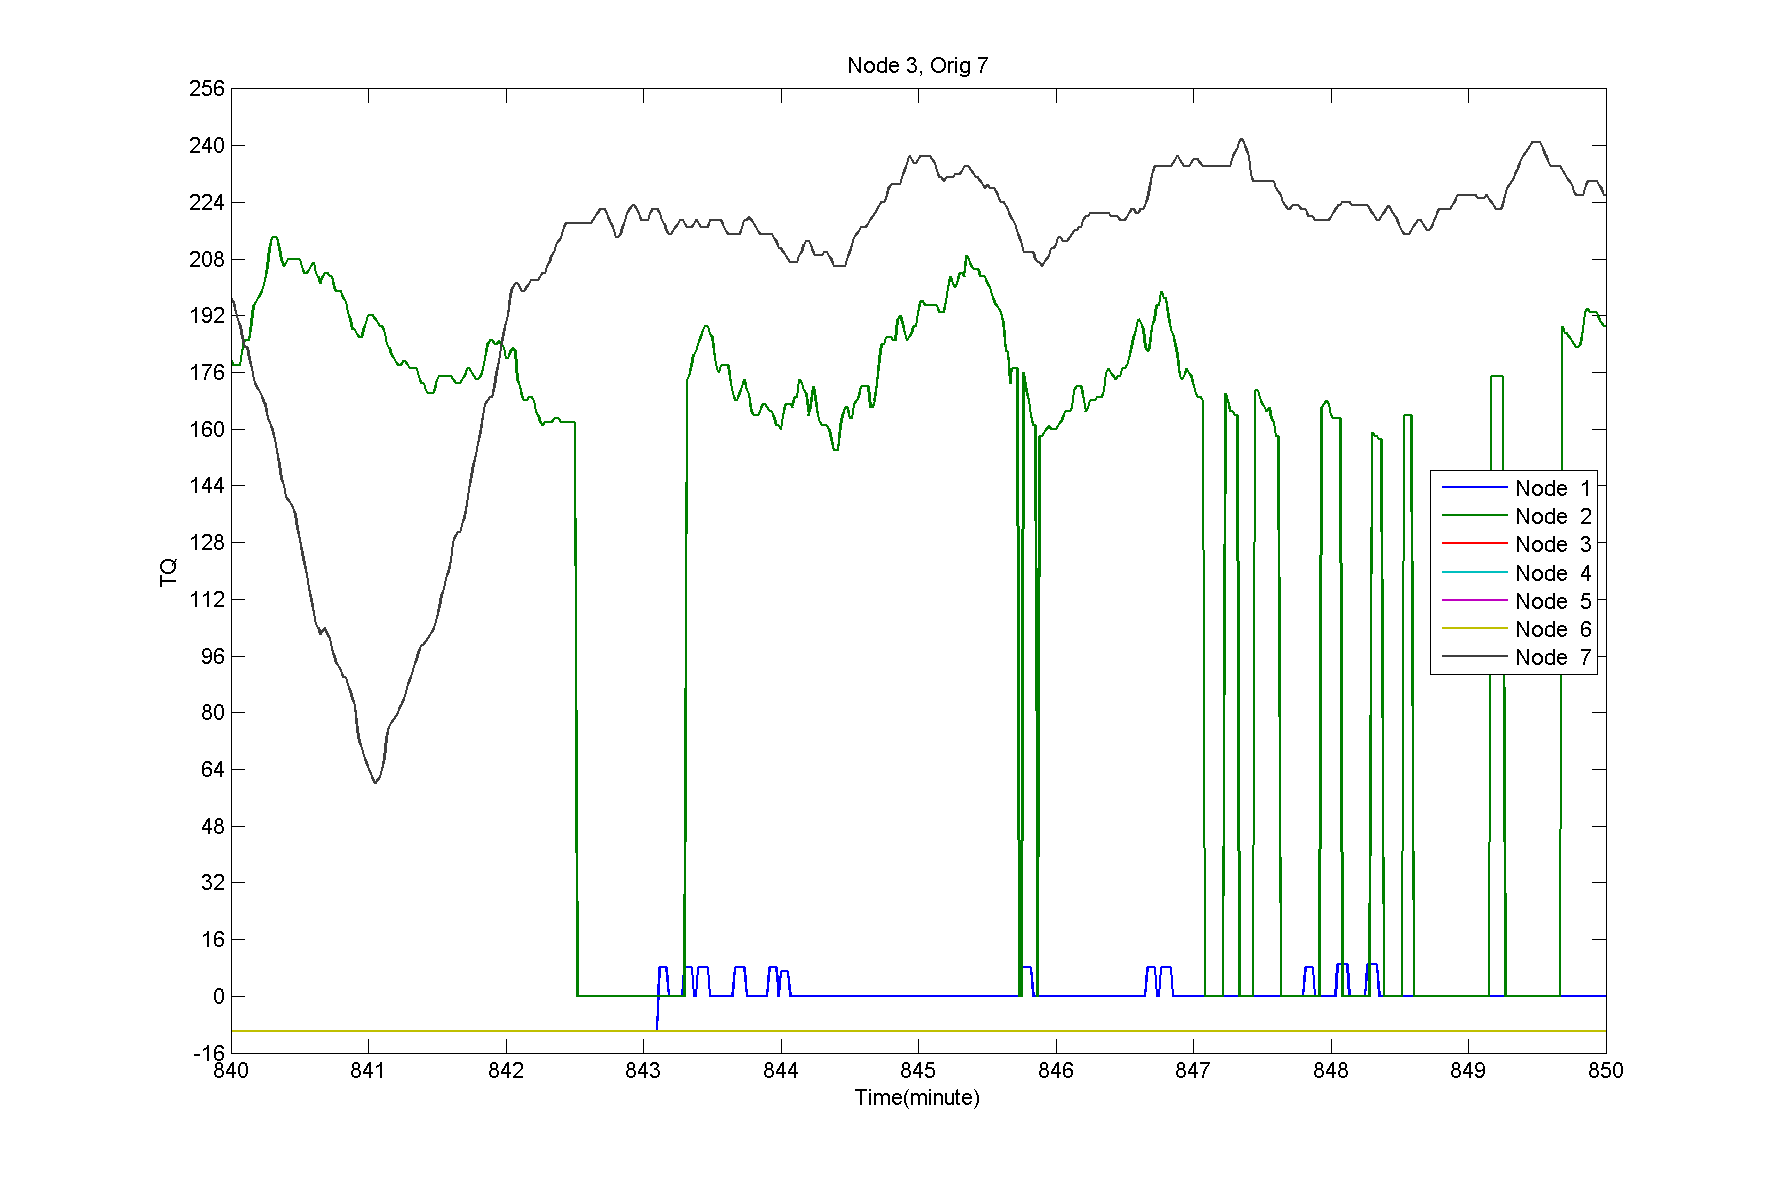 Node 3, Orig 7
256
240
224
208
192
176
160
144
128
112
96
80
64
48
32
16
0
-16
TQ
Node 1
Node 2
Node 3
Node 4
Node 5
Node 6
Node 7
840 841 842 843 844 845 846 847 848 849 850
Time(minute)